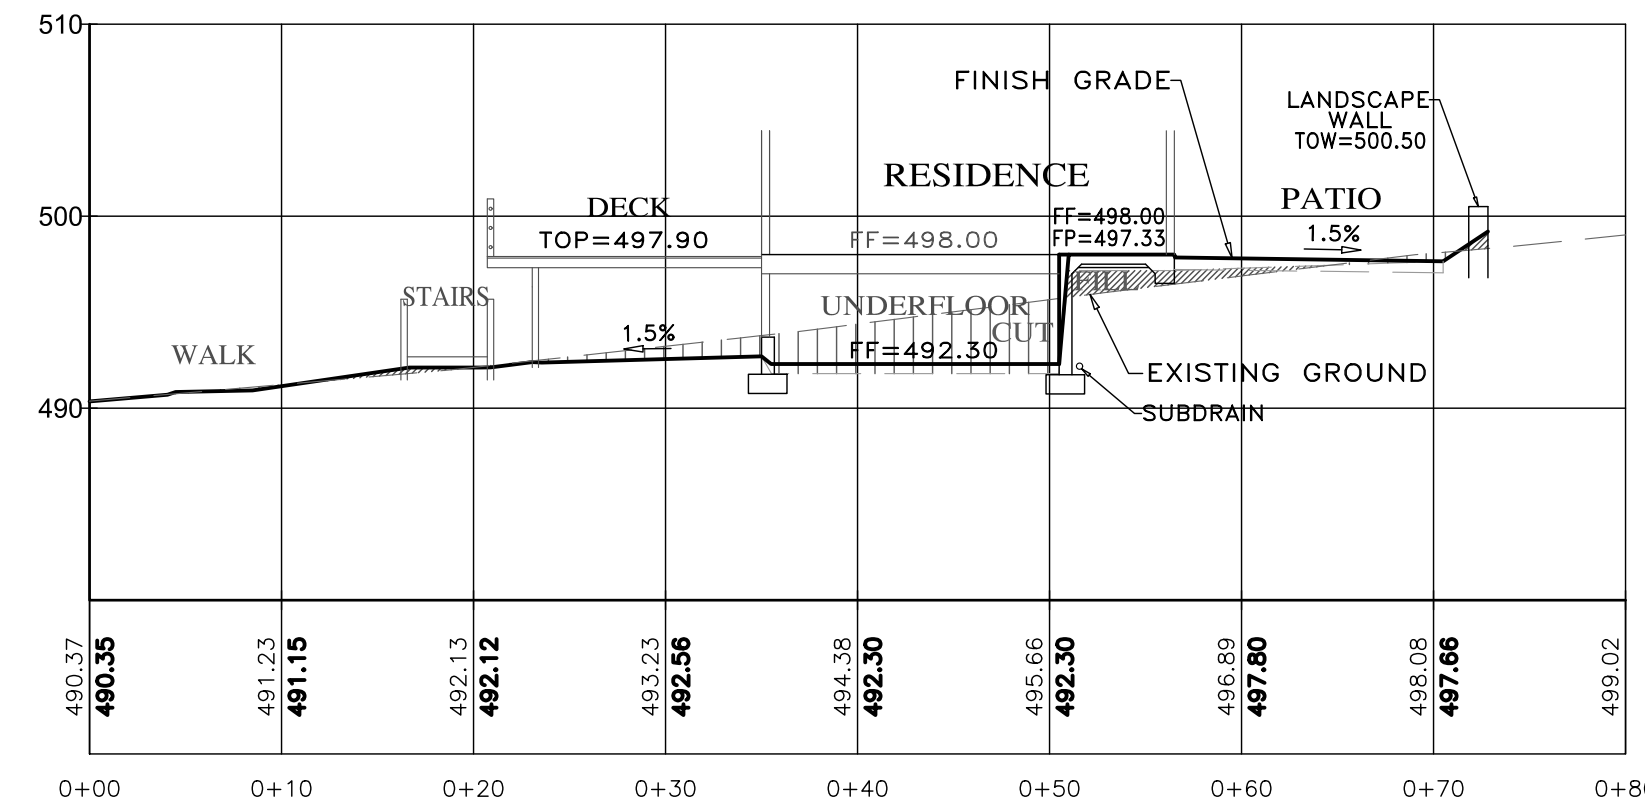 510
FINISH GRADE
LANDSCAPE
WALL
TOW=500.50
RESIDENCE
PATIO
DECK
500
FF=498.00
TOP=497.90
FF=498.00
FP=497.33
1.5%
STAIRS
UNDERFLOOR
FILL
1.5%
CUT
WALK
FF=492.30
EXISTING GROUND
490
SUBDRAIN
490.37
490.35
491.23
491.15
492.13
492.12
493.23
492.56
494.38
492.30
495.66
492.30
496.89
497.80
498.08
497.66
499.02
0+00 0+10 0+20 0+30 0+40 0+50 0+60 0+70